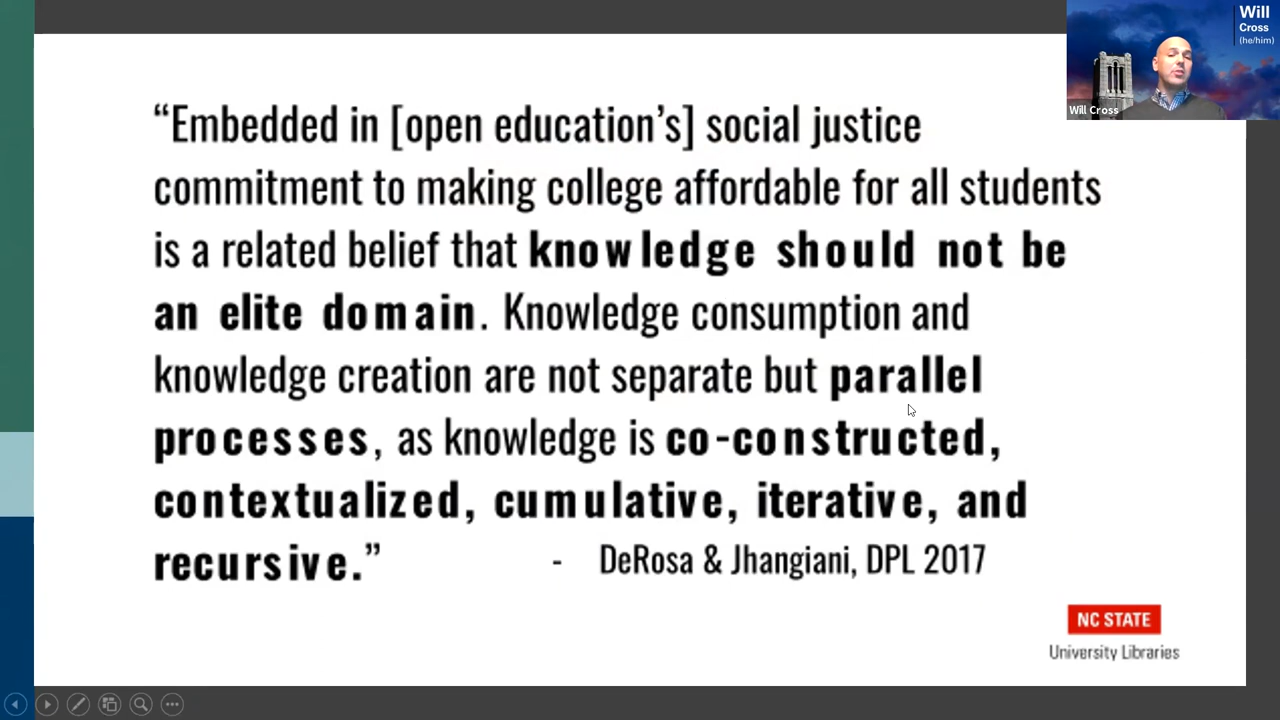 “Embedded in [open education’s] social justice
commitment to making college affordable for all students
is a related belief that knowledge should not be
an elite domain. Knowledge consumption and
knowledge creation are not separate but parallel
processes, as knowledge is co-constructed,
contextualized, cumulative, iterative, and
recursive.”
- DeRosa & Jhangiani, DPL 2017
NC STATE
University Libraries
Will
Cross
(he/him)
Will Cross